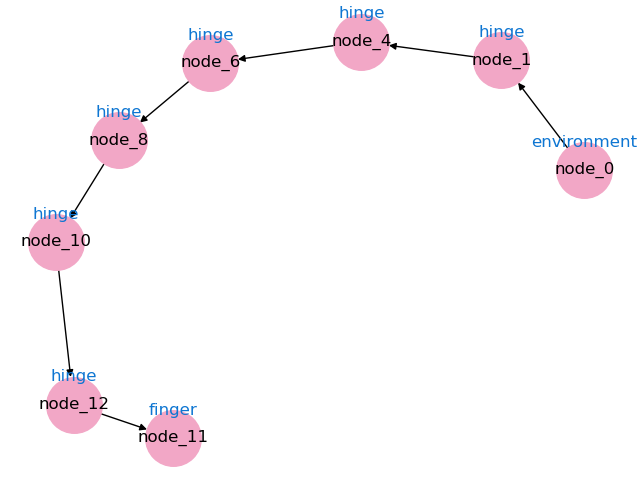 hinge
node_4
hinge
node_1
hinge
node_6
hinge
node_8
environment
node_0
hinge
node_10
hinge
node_12
finger
node_11